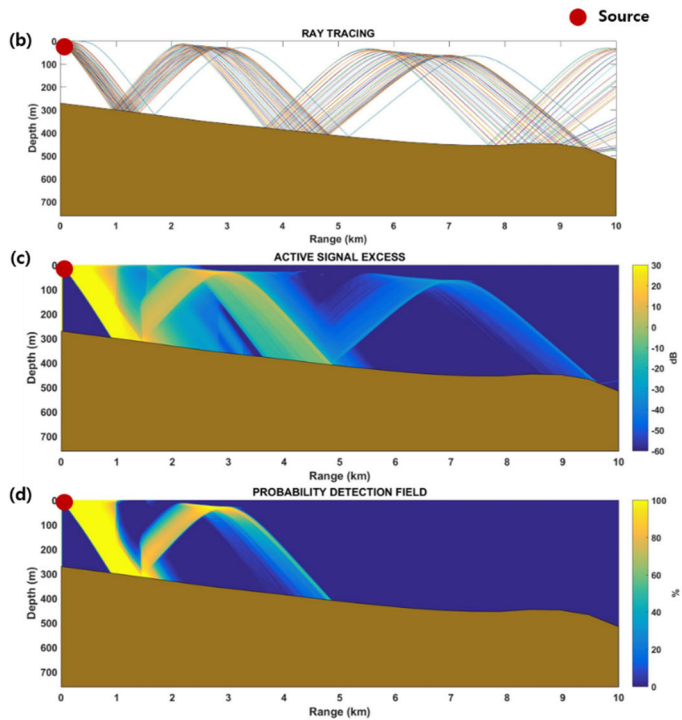 Source
(b)
RAY TRACING
0
100
200
300
400
500
600
700
Depth (m)
0 1 2 3 4 5 6 7 8 9 10
Range (km)
(c)
ACTIVE SIGNAL EXCESS
0
100
200
300
400
500
600
700
Depth (m)
0 1 2 3 4 5 6 7 8 9 10
Range (km)
30
20
10
0
-10
-20
-30
-40
-50
-60
dB
(d)
PROBABILITY DETECTION FIELD
0
100
200
300
400
500
600
700
Depth (m)
0 1 2 3 4 5 6 7 8 9 10
Range (km)
100
80
60
40
20
0
%